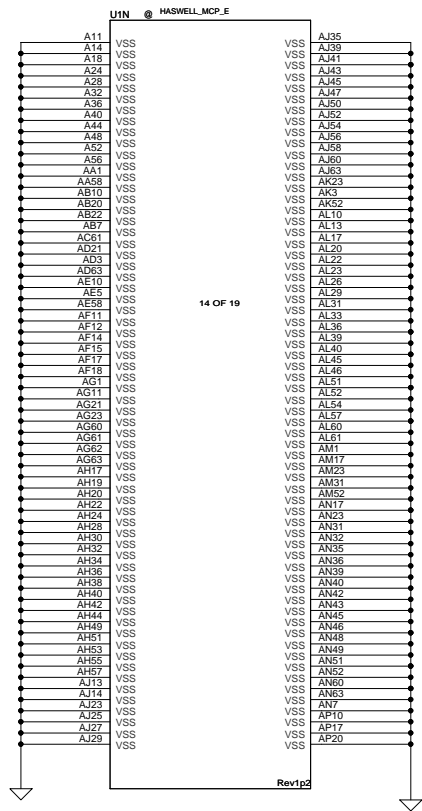 U1N @ HASWELL_MCP_E
A11 VSS VSS AJ35
A14 VSS VSS AJ39
A18 VSS VSS AJ41
A24 VSS VSS AJ43
A28 VSS VSS AJ45
A32 VSS VSS AJ47
A36 VSS VSS AJ50
A40 VSS VSS AJ52
A44 VSS VSS AJ54
A48 VSS VSS AJ56
A52 VSS VSS AJ58
A56 VSS VSS AJ60
AA1 VSS VSS AJ63
AA58 VSS VSS AK23
AB10 VSS VSS AK3
AB20 VSS VSS AK52
AB22 VSS VSS AL10
AB7 VSS VSS AL13
AC61 VSS VSS AL17
AD21 VSS VSS AL20
AD3 VSS VSS AL22
AD63 VSS VSS AL23
AE10 VSS VSS AL26
AE5 VSS VSS AL29
AE58 VSS 14 OF 19 VSS AL31
AF11 VSS VSS AL33
AF12 VSS VSS AL36
AF14 VSS VSS AL39
AF15 VSS VSS AL40
AF17 VSS VSS AL45
AF18 VSS VSS AL46
AG1 VSS VSS AL51
AG11 VSS VSS AL52
AG21 VSS VSS AL54
AG23 VSS VSS AL57
AG60 VSS VSS AL60
AG61 VSS VSS AL61
AG62 VSS VSS AM1
AG63 VSS VSS AM17
AH17 VSS VSS AM23
AH19 VSS VSS AM31
AH20 VSS VSS AM52
AH22 VSS VSS AN17
AH24 VSS VSS AN23
AH28 VSS VSS AN31
AH30 VSS VSS AN32
AH32 VSS VSS AN35
AH34 VSS VSS AN36
AH36 VSS VSS AN39
AH38 VSS VSS AN40
AH40 VSS VSS AN42
AH42 VSS VSS AN43
AH44 VSS VSS AN45
AH49 VSS VSS AN46
AH51 VSS VSS AN48
AH53 VSS VSS AN49
AH55 VSS VSS AN51
AH57 VSS VSS AN52
AJ13 VSS VSS AN60
AJ14 VSS VSS AN63
AJ23 VSS VSS AN7
AJ25 VSS VSS AP10
AJ27 VSS VSS AP17
AJ29 VSS VSS AP20
Rev1p2